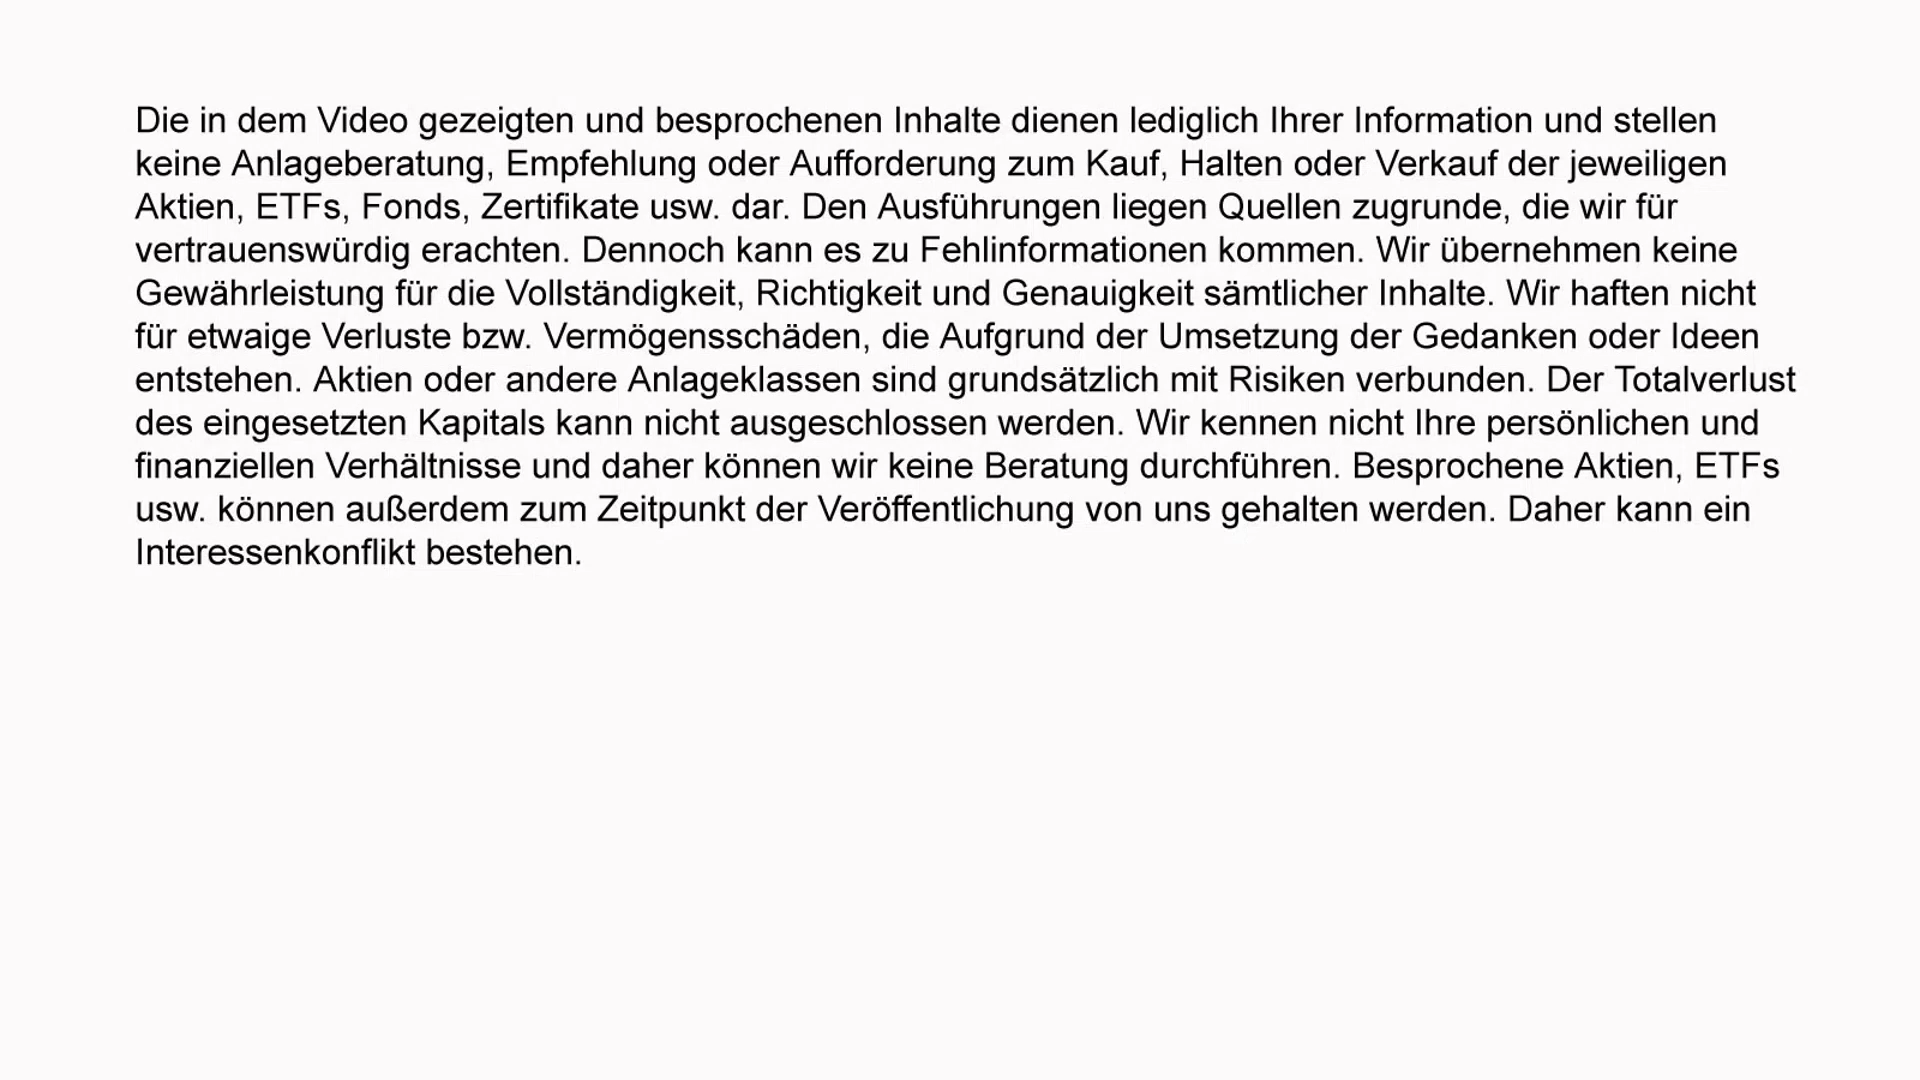 Die in dem Video gezeigten und besprochenen Inhalte dienen lediglich Ihrer Information und stellen
keine Anlageberatung, Empfehlung oder Aufforderung zum Kauf, Halten oder Verkauf der jeweiligen
Aktien, ETFs, Fonds, Zertifikate usw. dar. Den Ausführungen liegen Quellen zugrunde, die wir für
vertrauenswürdig erachten. Dennoch kann es zu Fehlinformationen kommen. Wir übernehmen keine
Gewährleistung für die Vollständigkeit, Richtigkeit und Genauigkeit sämtlicher Inhalte. Wir haften nicht
für etwaige Verluste bzw. Vermögensschäden, die Aufgrund der Umsetzung der Gedanken oder Ideen
entstehen. Aktien oder andere Anlageklassen sind grundsätzlich mit Risiken verbunden. Der Totalverlust
des eingesetzten Kapitals kann nicht ausgeschlossen werden. Wir kennen nicht Ihre persönlichen und
finanziellen Verhältnisse und daher können wir keine Beratung durchführen. Besprochene Aktien, ETFs
usw. können außerdem zum Zeitpunkt der Veröffentlichung von uns gehalten werden. Daher kann ein
Interessenkonflikt bestehen.